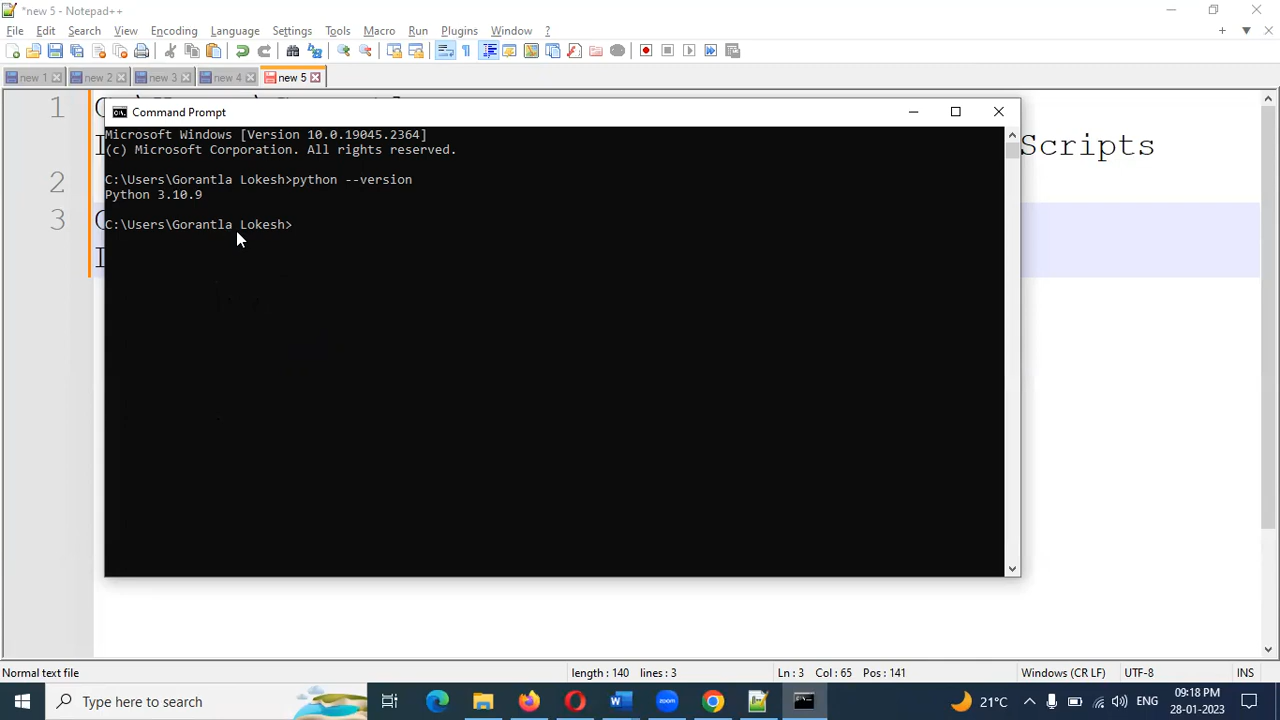 *new 5 - Notepad++
File Edit Search View Encoding Language Settings Tools Macro Run Plugins Window ?
new 1 new 2 new 3 new 4 new 5
1
Scripts
2
3
Command Prompt
Microsoft Windows [Version 10.0.19045.2364]
(c) Microsoft Corporation. All rights reserved.
C:\Users\Gorantla Lokesh>python --version
Python 3.10.9
C:\Users\Gorantla Lokesh>
Normal text file length : 140 lines : 3 Ln : 3 Col : 65 Pos : 141 Windows (CR LF) UTF-8 INS
Type here to search
zoom
21°C ENG
09:18 PM
28-01-2023